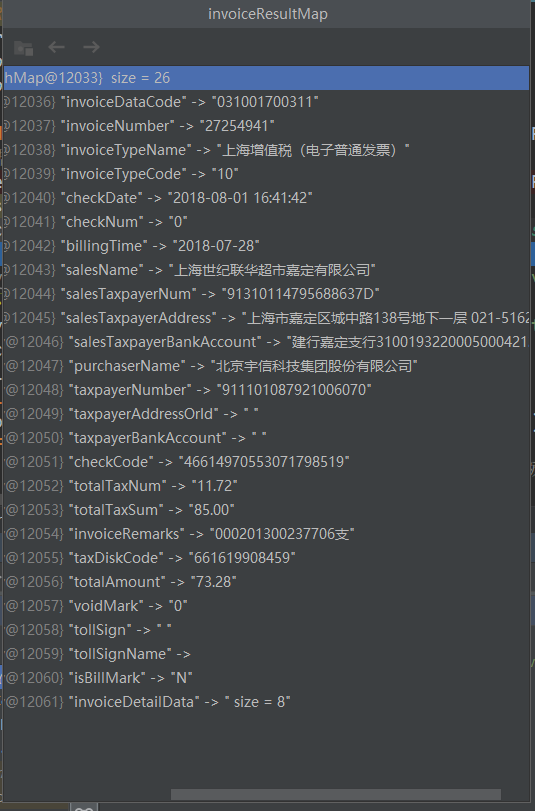 invoiceResultMap
hMap@12033} size = 26
@12036} "invoiceDataCode" -> "031001700311"
@12037} "invoiceNumber" -> "27254941"
@12038} "invoiceTypeName" -> "上海增值税（电子普通发票）"
@12039} "invoiceTypeCode" -> "10"
@12040} "checkDate" -> "2018-08-01 16:41:42"
@12041} "checkNum" -> "0"
@12042} "billingTime" -> "2018-07-28"
@12043} "salesName" -> "上海世纪联华超市嘉定有限公司"
@12044} "salesTaxpayerNum" -> "91310114795688637D"
@12045} "salesTaxpayerAddress" -> "上海市嘉定区城中路138号地下一层 021-5162
@12046} "salesTaxpayerBankAccount" -> "建行嘉定支行3100193220005000421
@12047} "purchaserName" -> "北京宇信科技集团股份有限公司"
@12048} "taxpayerNumber" -> "911101087921006070"
@12049} "taxpayerAddressOrId" -> " "
@12050} "taxpayerBankAccount" -> " "
@12051} "checkCode" -> "46614970553071798519"
@12052} "totalTaxNum" -> "11.72"
@12053} "totalTaxSum" -> "85.00"
@12054} "invoiceRemarks" -> "000201300237706支"
@12055} "taxDiskCode" -> "661619908459"
@12056} "totalAmount" -> "73.28"
@12057} "voidMark" -> "0"
@12058} "tollSign" -> " "
@12059} "tollSignName" ->
@12060} "isBillMark" -> "N"
@12061} "invoiceDetailData" -> " size = 8"